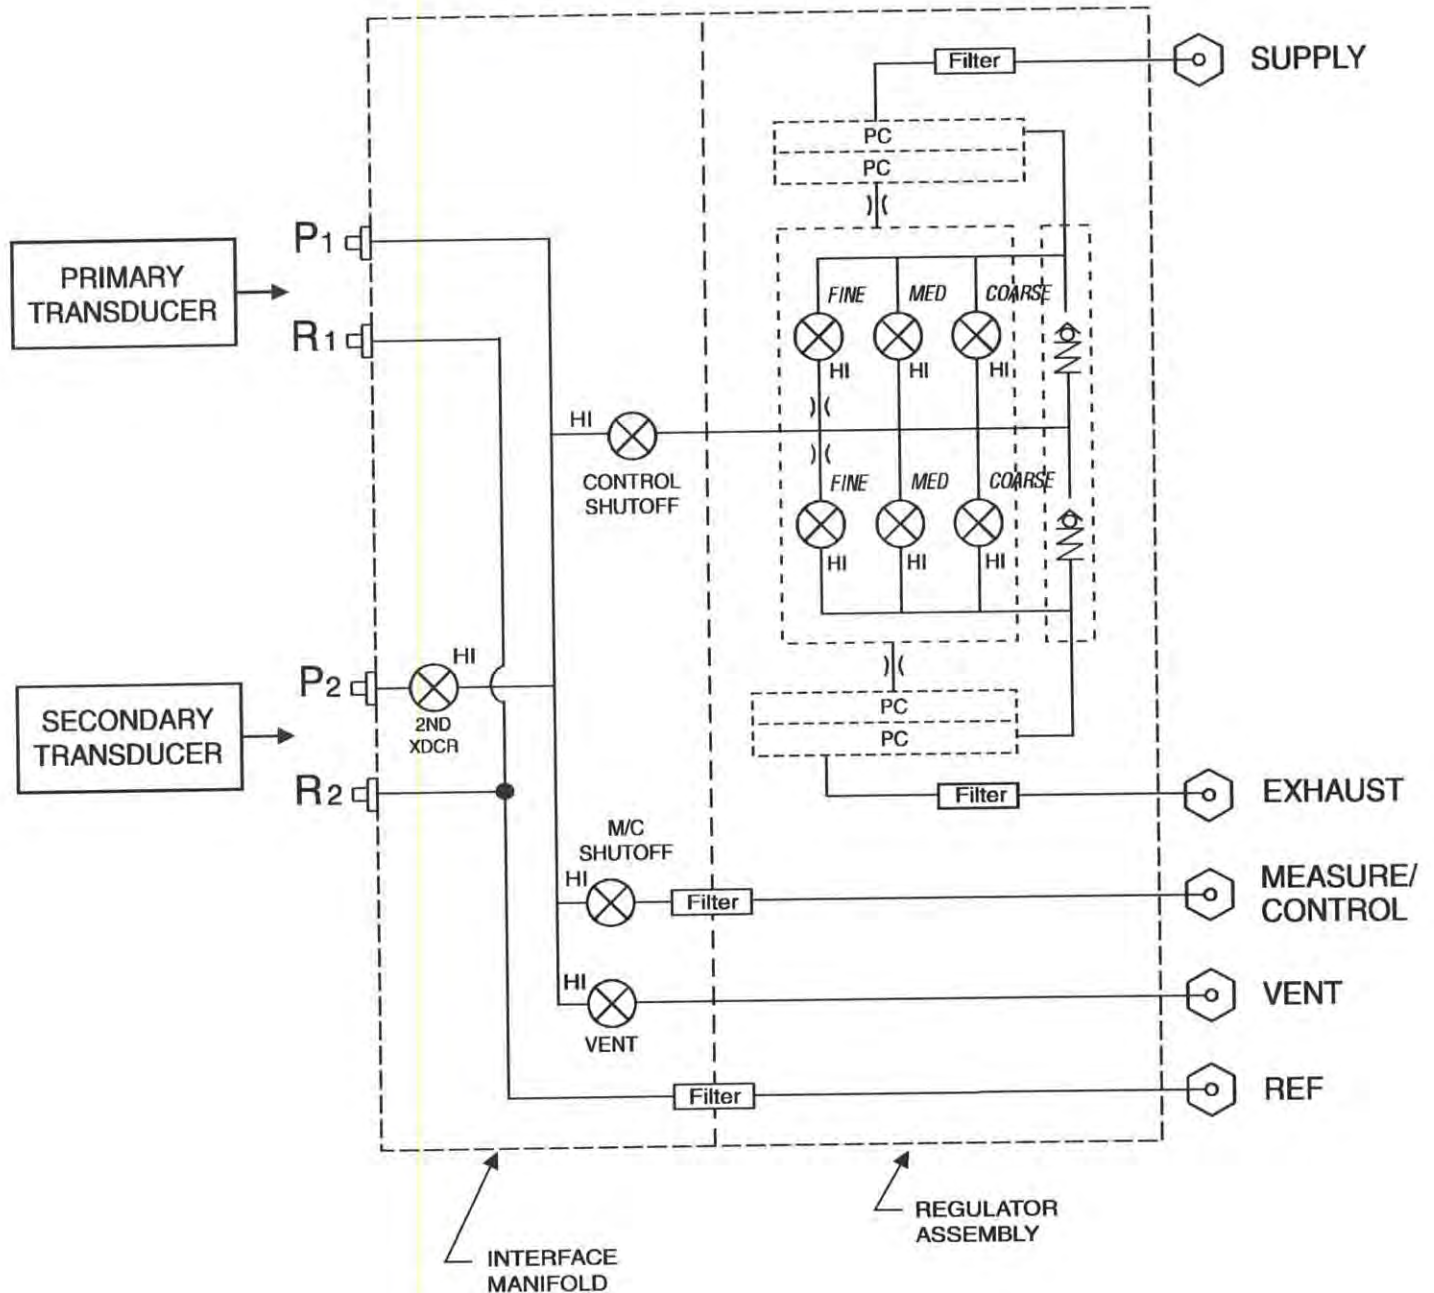 Filter
SUPPLY
PC
PC
P1
PRIMARY
TRANSDUCER
R1
FINE MED COARSE
HI HI HI
HI
CONTROL
SHUTOFF
FINE MED COARSE
HI HI HI
HI
P2
2ND
XDCR
SECONDARY
TRANSDUCER
R2
PC
PC
Filter
EXHAUST
M/C
SHUTOFF
HI
Filter
MEASURE/
CONTROL
HI
VENT
VENT
Filter
REF
REGULATOR
ASSEMBLY
INTERFACE
MANIFOLD